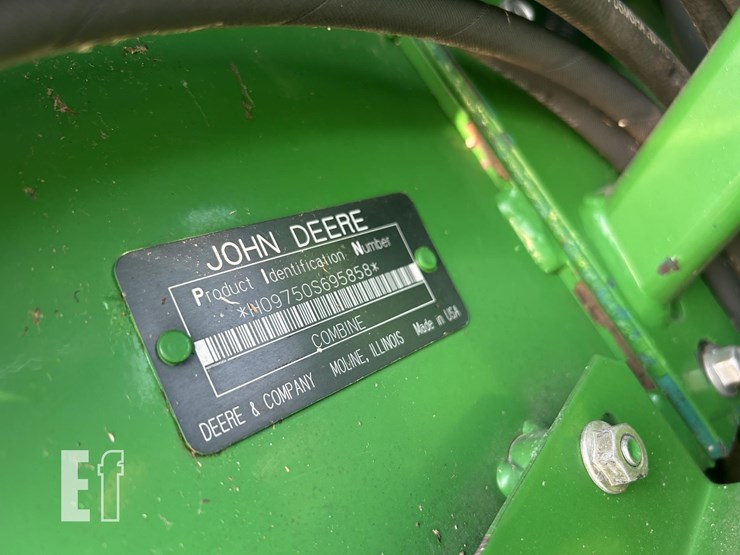 JOHN DEERE
Product Identification Number
*H09750S695858*
COMBINE
DEERE & COMPANY MOLINE, ILLINOIS Made in USA
Ef